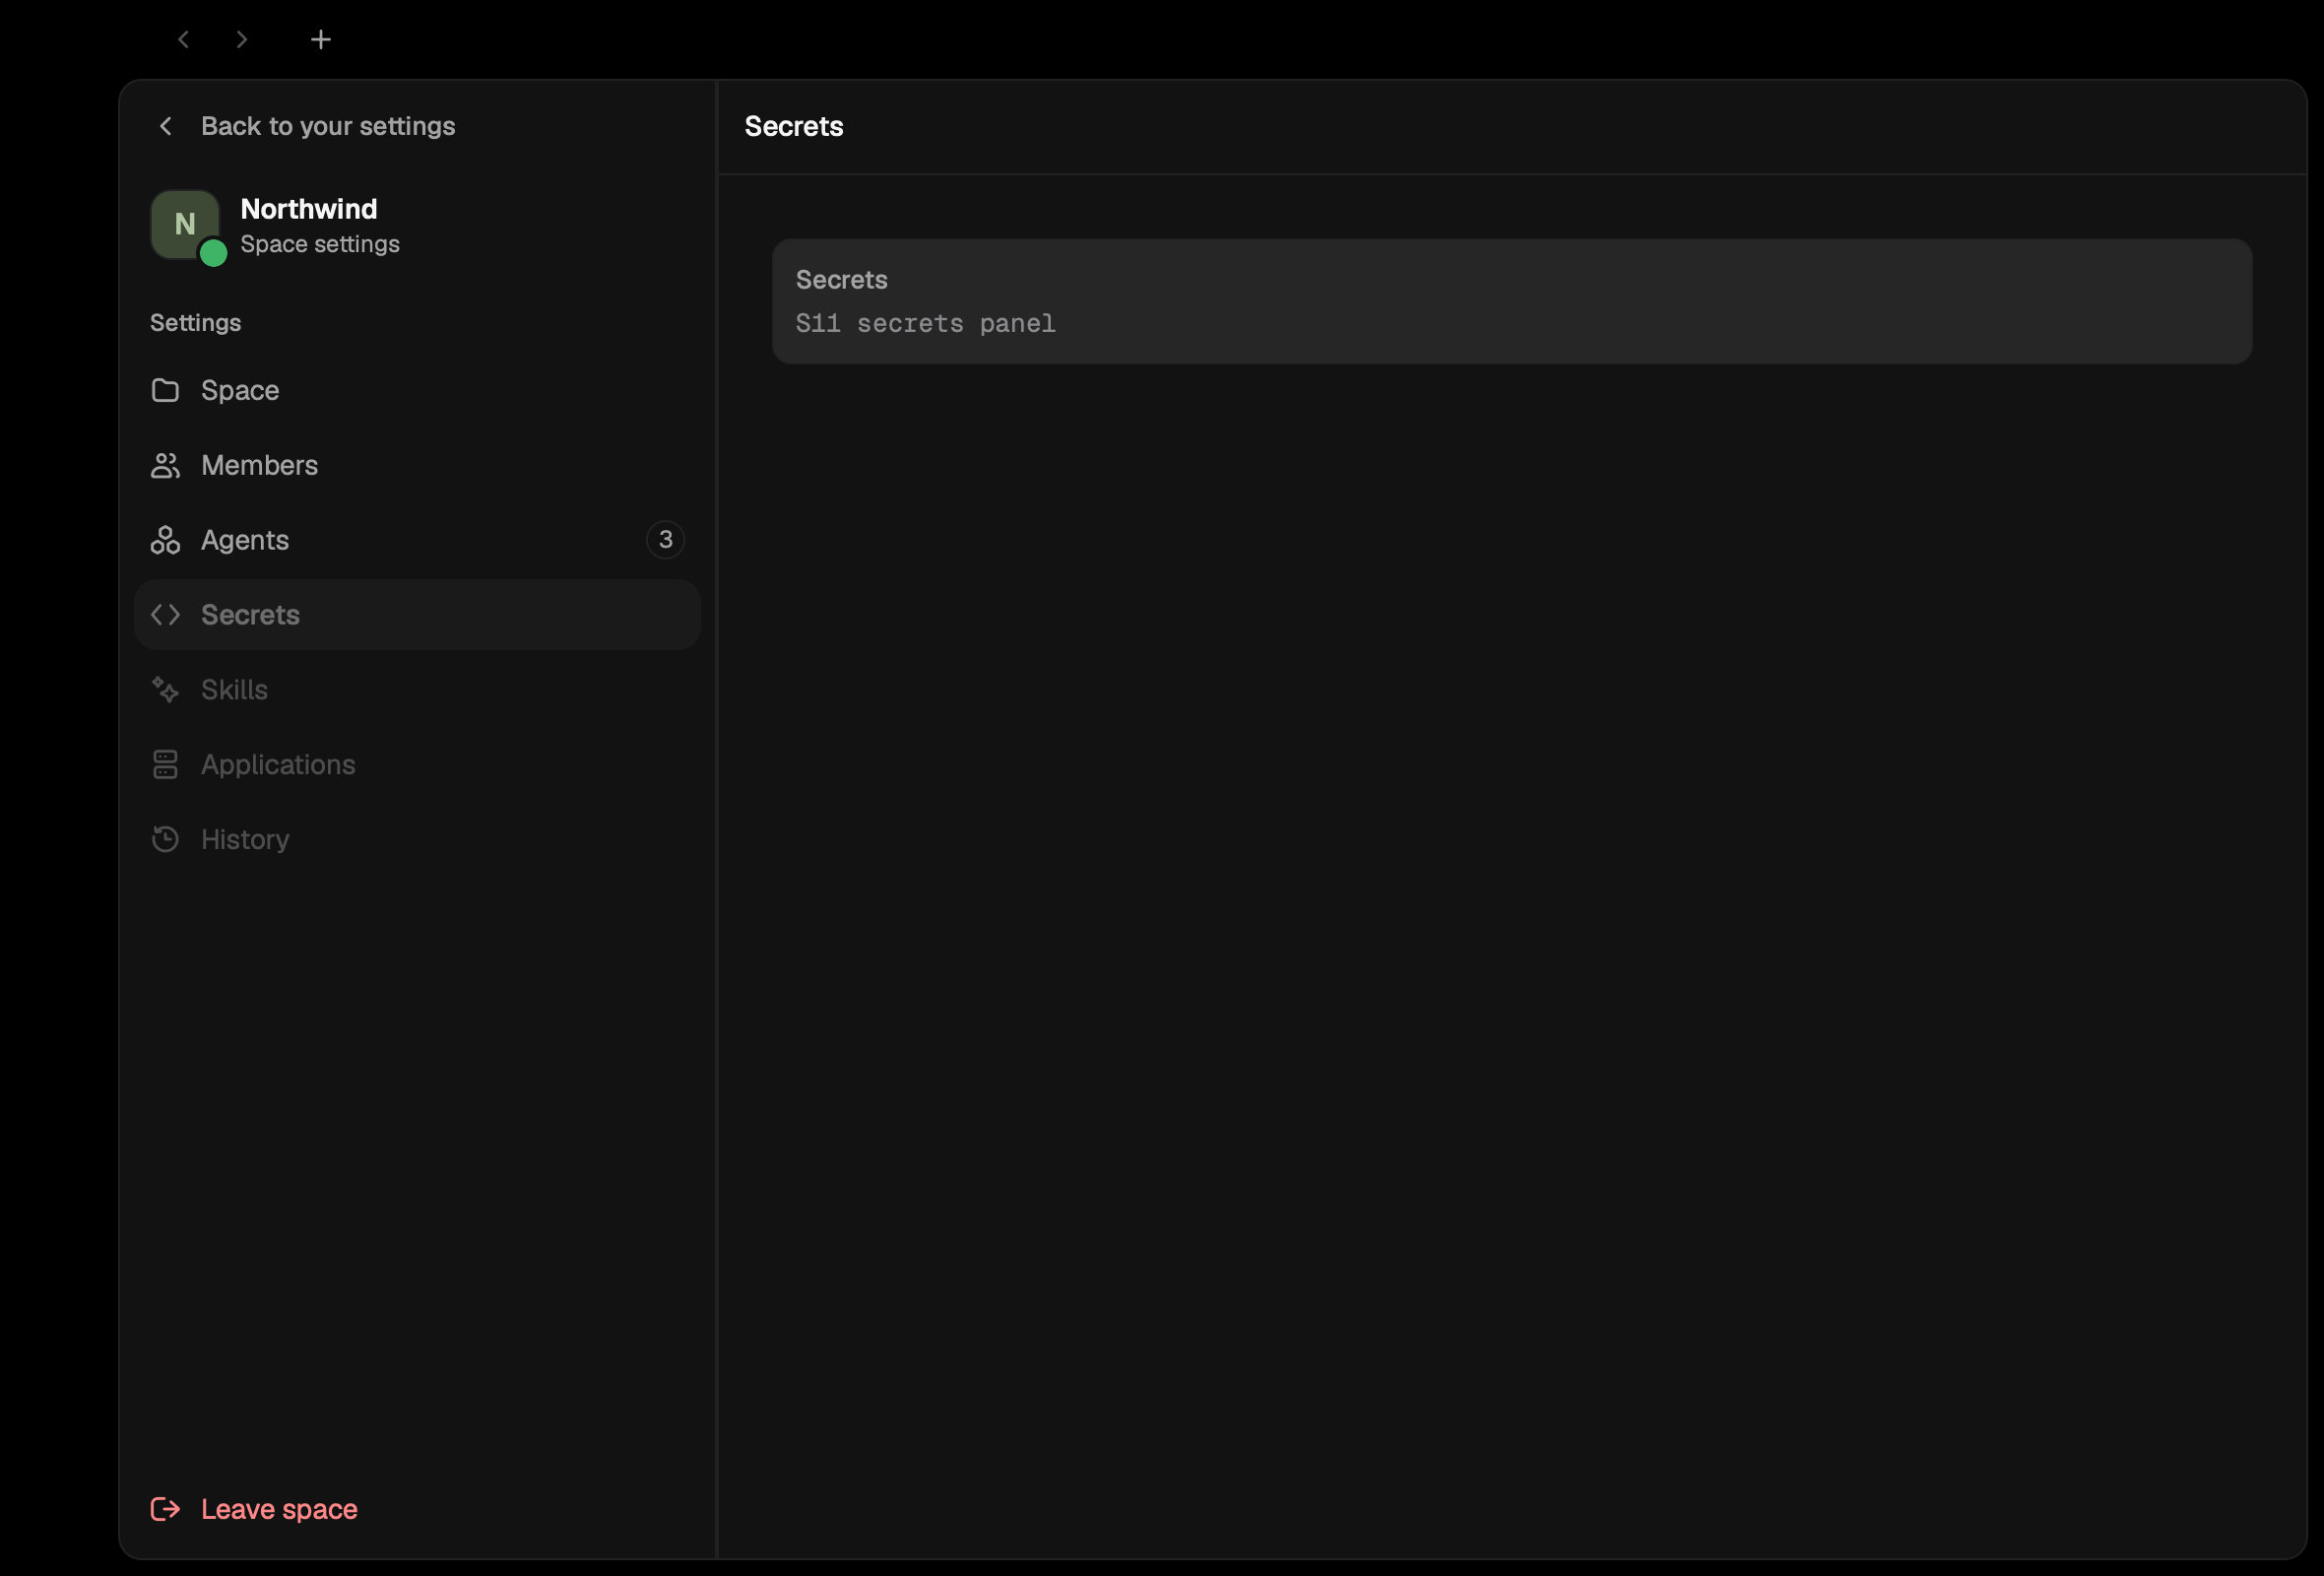 Back to your settings
N
Northwind
Space settings
Settings
Space
Members
Agents
3
Secrets
Skills
Applications
History
Leave space
Secrets
Secrets
S11 secrets panel